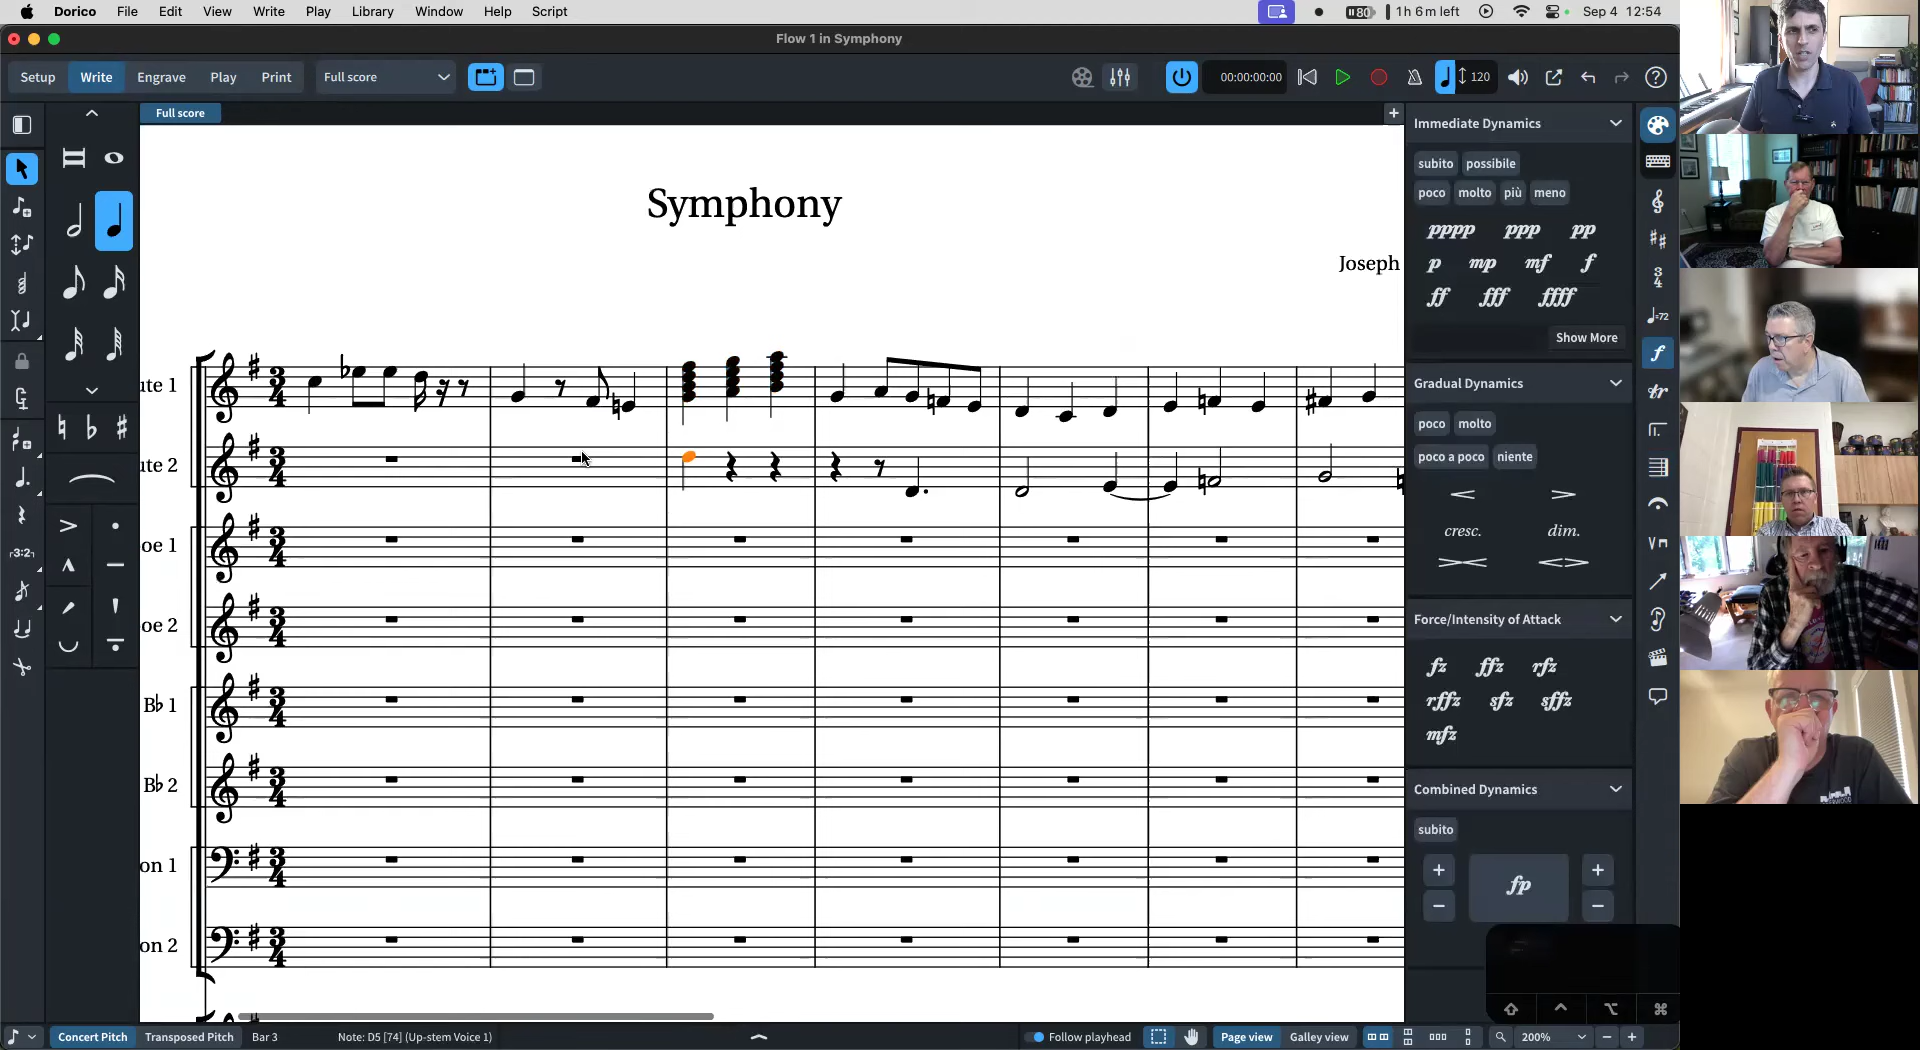 Dorico File Edit View Write Play Library Window Help Script
80 1h 6m left Sep 4 12:54
Flow 1 in Symphony
Setup Write Engrave Play Print Full score
00:00:00:00 120
Full score
Symphony
Joseph
ute 1
ute 2
oe 1
oe 2
B♭ 1
B♭ 2
on 1
on 2
3:2
Immediate Dynamics
subito possibile
poco molto più meno
pppp ppp pp
p mp mf f
ff fff ffff
Show More
Gradual Dynamics
poco molto
poco a poco niente
cresc. dim.
Force/Intensity of Attack
fz ffz rfz
rffz sfz sffz
mfz
Combined Dynamics
subito
fp
Concert Pitch Transposed Pitch Bar 3 Note: D5 [74] (Up-stem Voice 1)
Follow playhead Page view Galley view 200%